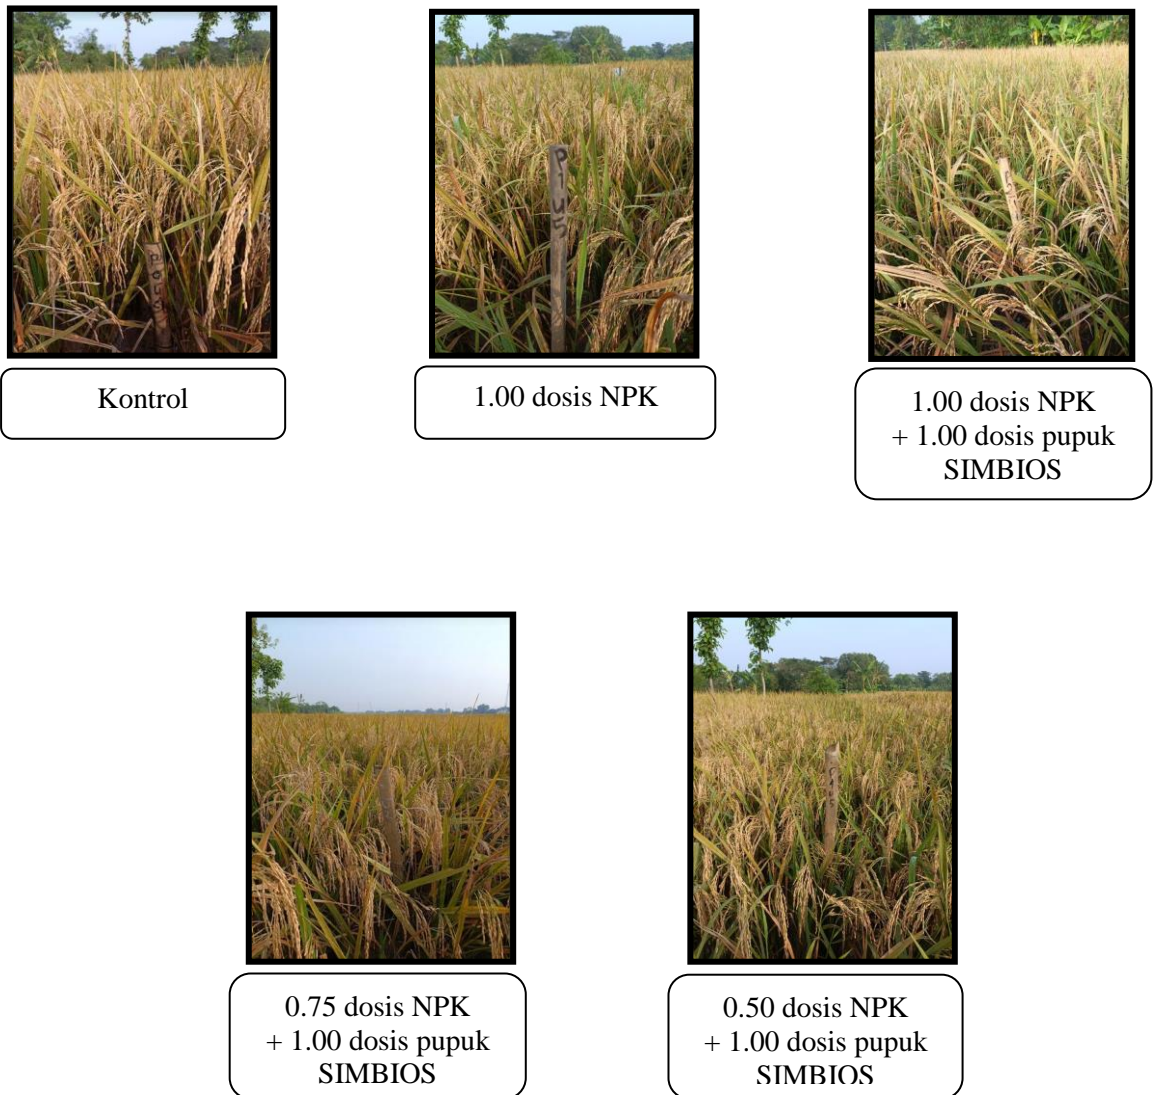 Kontrol
1.00 dosis NPK
1.00 dosis NPK
+ 1.00 dosis pupuk
SIMBIOS
0.75 dosis NPK
+ 1.00 dosis pupuk
SIMBIOS
0.50 dosis NPK
+ 1.00 dosis pupuk
SIMBIOS